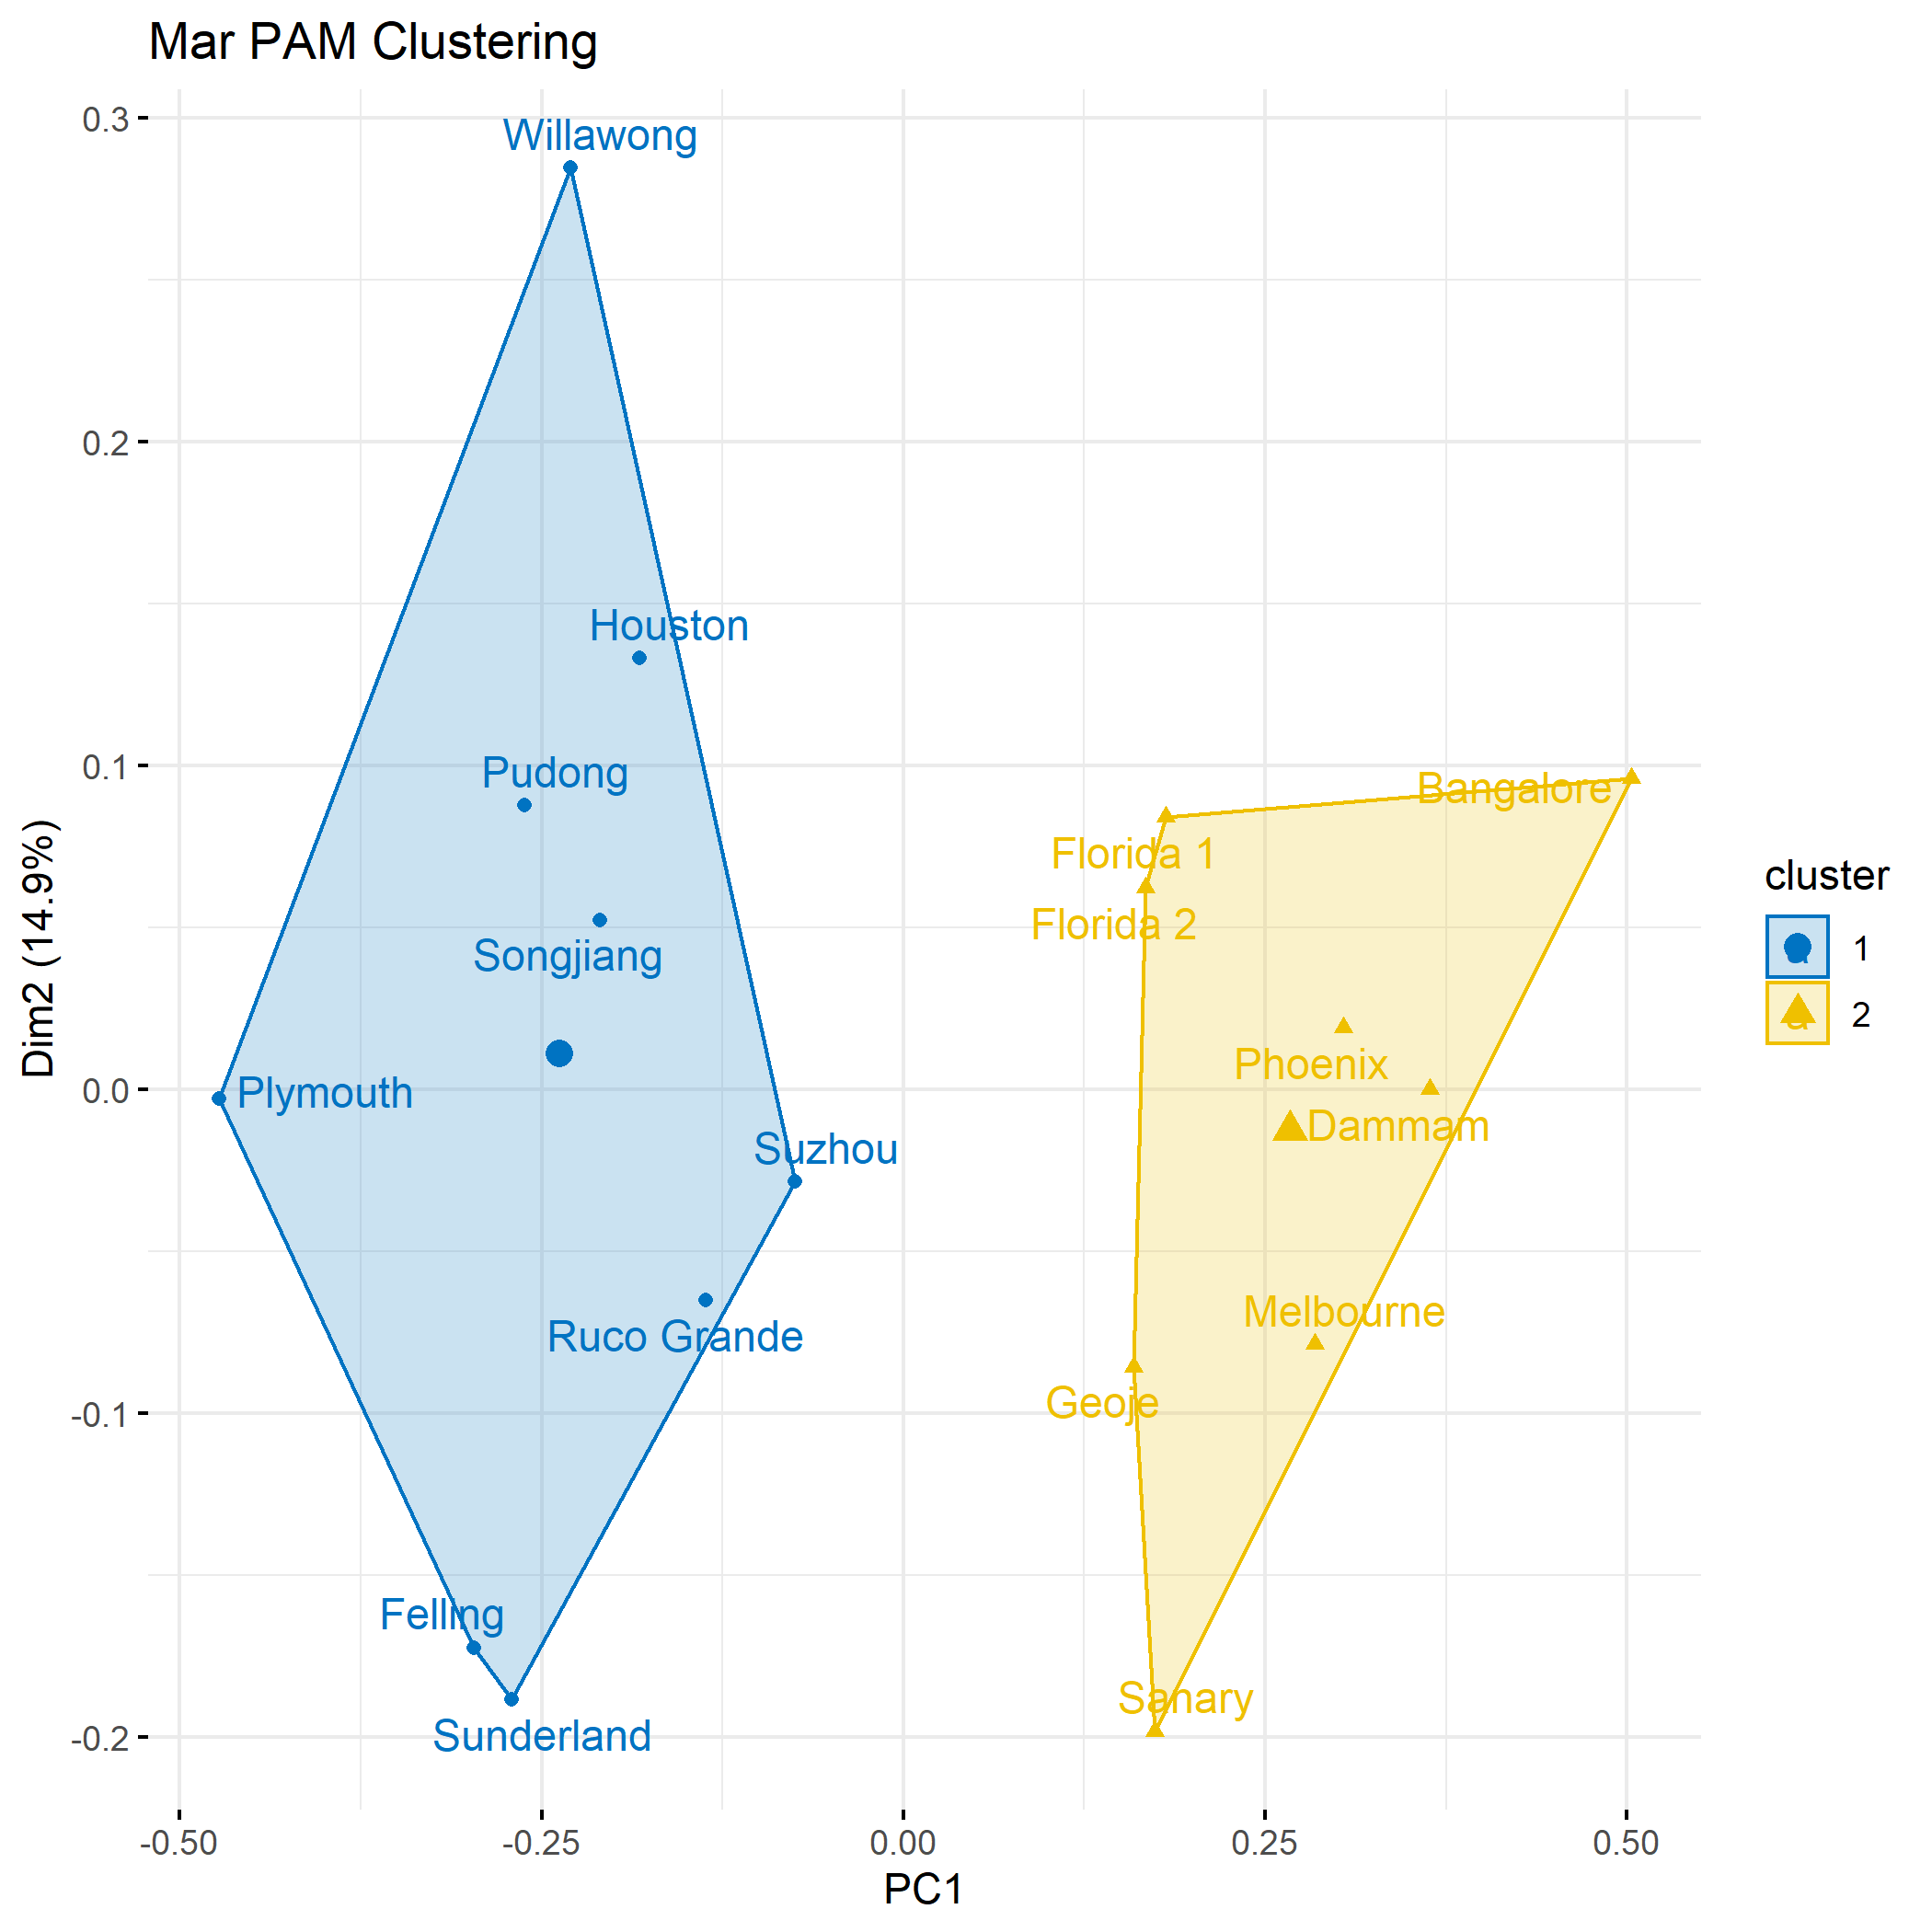 Mar PAM Clustering
0.3
0.2
0.1
0.0
-0.1
-0.2
Dim2 (14.9%)
Willawong
Houston
Pudong
Songjiang
Plymouth
Suzhou
Ruco Grande
Felling
Sunderland
Bangalore
Florida 1
Florida 2
Phoenix
Dammam
Melbourne
Geoje
Sanary
-0.50
-0.25
0.00
0.25
0.50
PC1
cluster
1
2